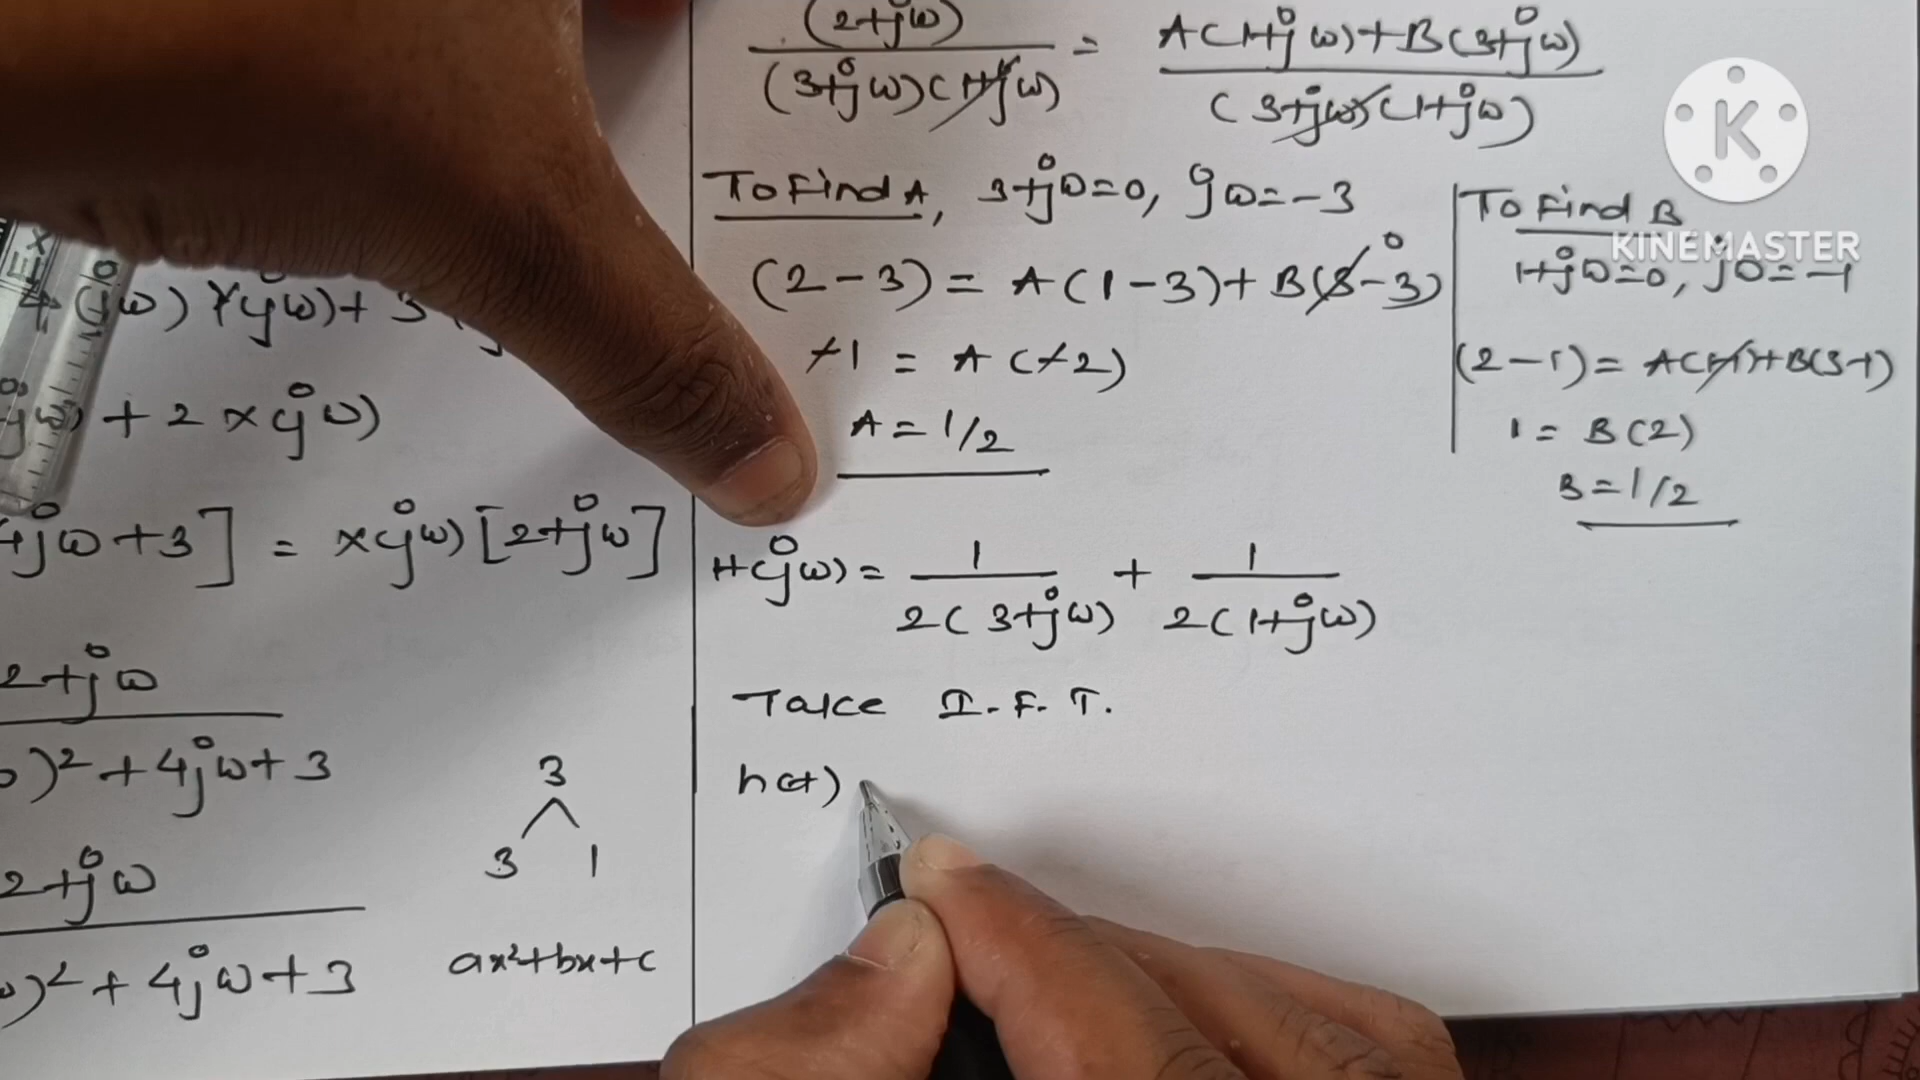 (jω) Y(jω) + 3
+ 2 x(jω)
4jω + 3] = x(jω) [2+jω]
2+jω
)² + 4jω + 3
2+jω
)² + 4jω + 3
3
3 1
ax²+bx+c
(2+jω) / (3+jω)(1+jω) = A(1+jω) + B(3+jω) / (3+jω)(1+jω)
To Find A, 3+jω=0, jω=-3
(2-3) = A(1-3) + B(3-3) 0
-1 = A(-2)
A = 1/2
To Find B
1+jω=0, jω=-1
(2-1) = A(1-1)+B(3-1)
1 = B(2)
B = 1/2
H(jω) = 1 / 2(3+jω) + 1 / 2(1+jω)
Take I.F.T.
h(t)
K
KINEMASTER